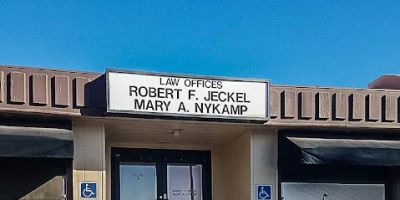 LAW OFFICES
ROBERT F. JECKEL
MARY A. NYKAMP